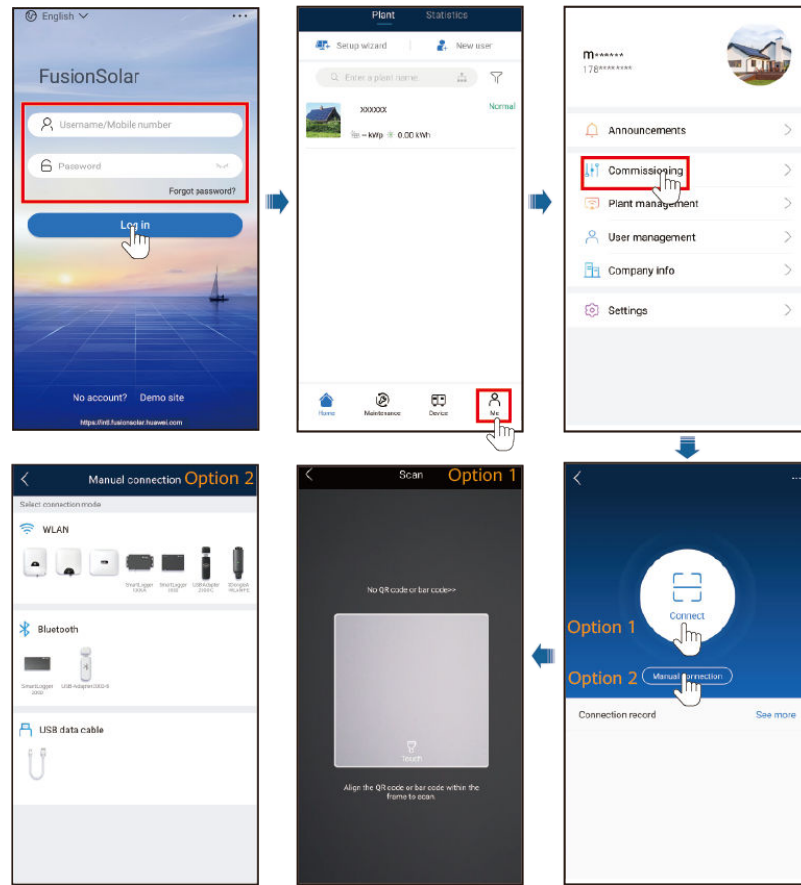 English
...
FusionSolar
Username/Mobile number
Password
Forgot password?
Log in
No account? Demo site
https://intl.fusionsolar.huawei.com
Plant Statistics
Setup wizard New user
Enter a plant name
xxxxxx Normal
-- kWp 0.00 kWh
Home Maintenance Device Me
m******
178********
Announcements
Commissioning
Plant management
User management
Company info
Settings
Manual connection Option 2
Select connection mode
WLAN
SmartLogger SmartLogger USB-Adapter
Bluetooth
SmartLogger USB-Adapter2000-B
2000
USB data cable
Scan Option 1
No QR code or bar code>>
Touch
Align the QR code or bar code within the
frame to scan.
...
Connect
Option 1
Option 2 Manual connection
Connection record See more